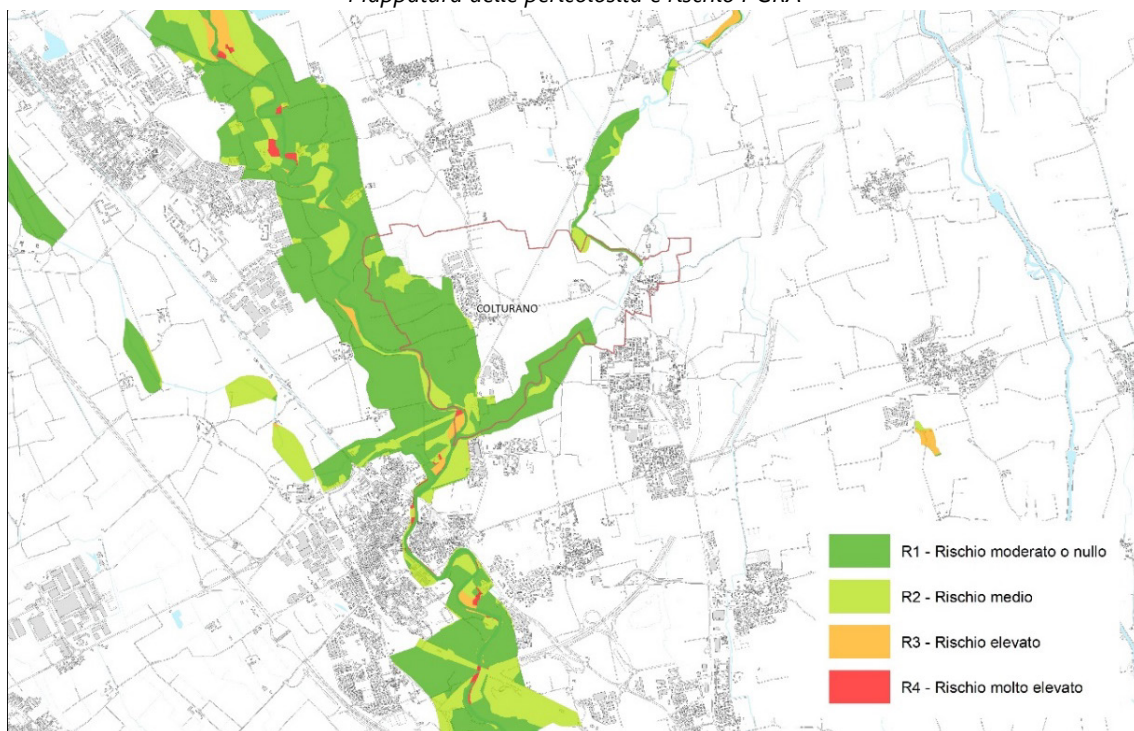 Mappatura delle pericolosità e Rischio PGRA
COLTURANO
R1 - Rischio moderato o nullo
R2 - Rischio medio
R3 - Rischio elevato
R4 - Rischio molto elevato